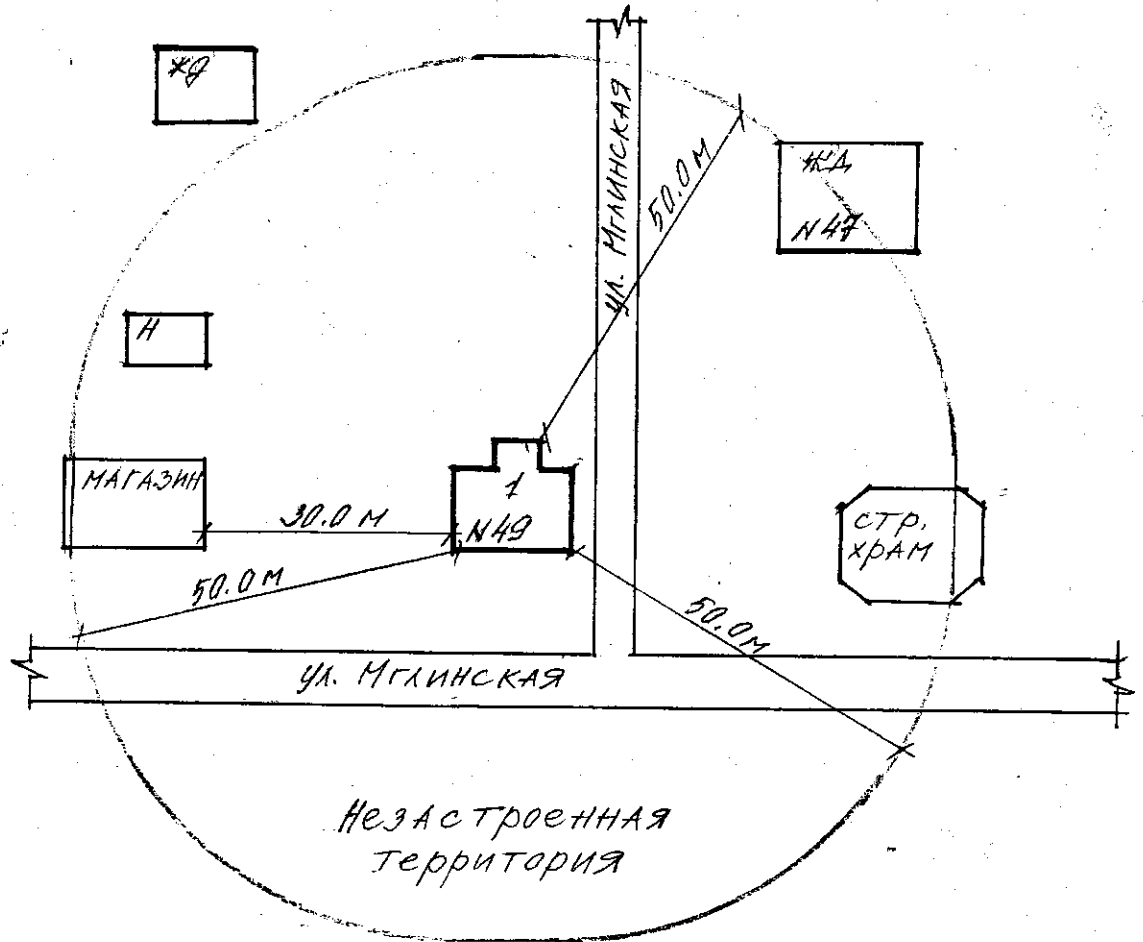 ЖД
ул. Мглинская
50.0 м
ЖД
N 47
Н
МАГАЗИН
30.0 м
1
N 49
СТР.
ХРАМ
50.0 м
50.0 м
ул. Мглинская
Незастроенная
территория